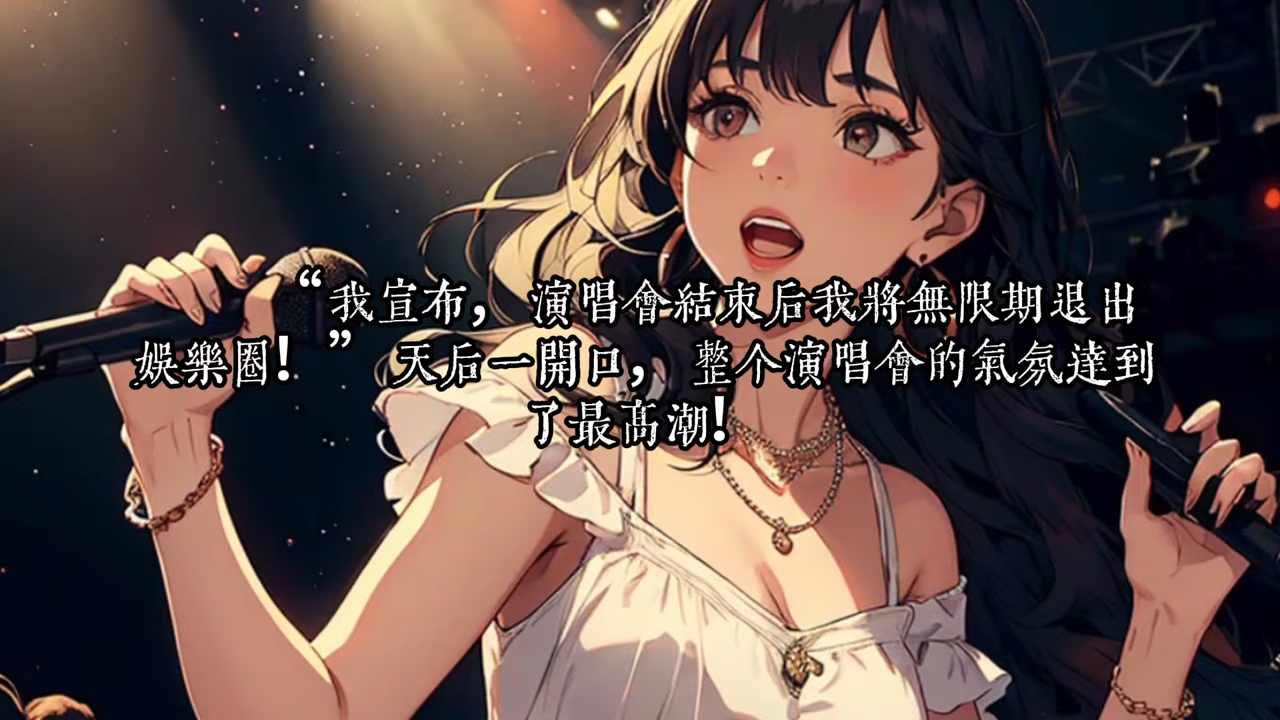 “我宣布，演唱會結束后我將無限期退出
娛樂圈！”天后一開口，整个演唱會的氣氛達到
了最高潮！